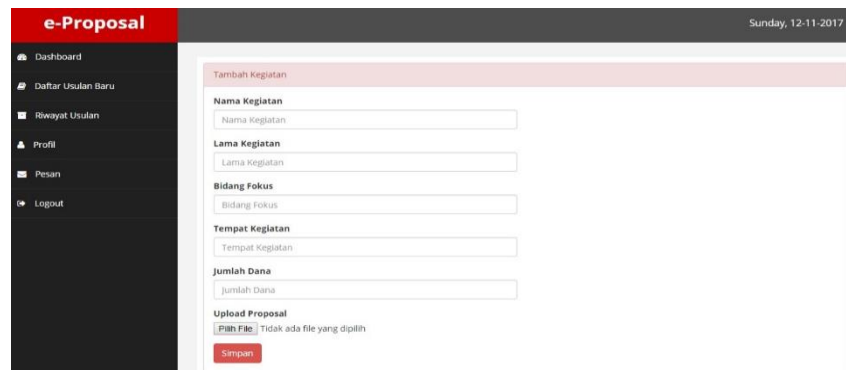 e-Proposal
Sunday, 12-11-2017
Dashboard
Daftar Usulan Baru
Riwayat Usulan
Profil
Pesan
Logout
Tambah Kegiatan
Nama Kegiatan
Nama Kegiatan
Lama Kegiatan
Lama Kegiatan
Bidang Fokus
Bidang Fokus
Tempat Kegiatan
Tempat Kegiatan
Jumlah Dana
Jumlah Dana
Upload Proposal
Pilih File Tidak ada file yang dipilih
Simpan